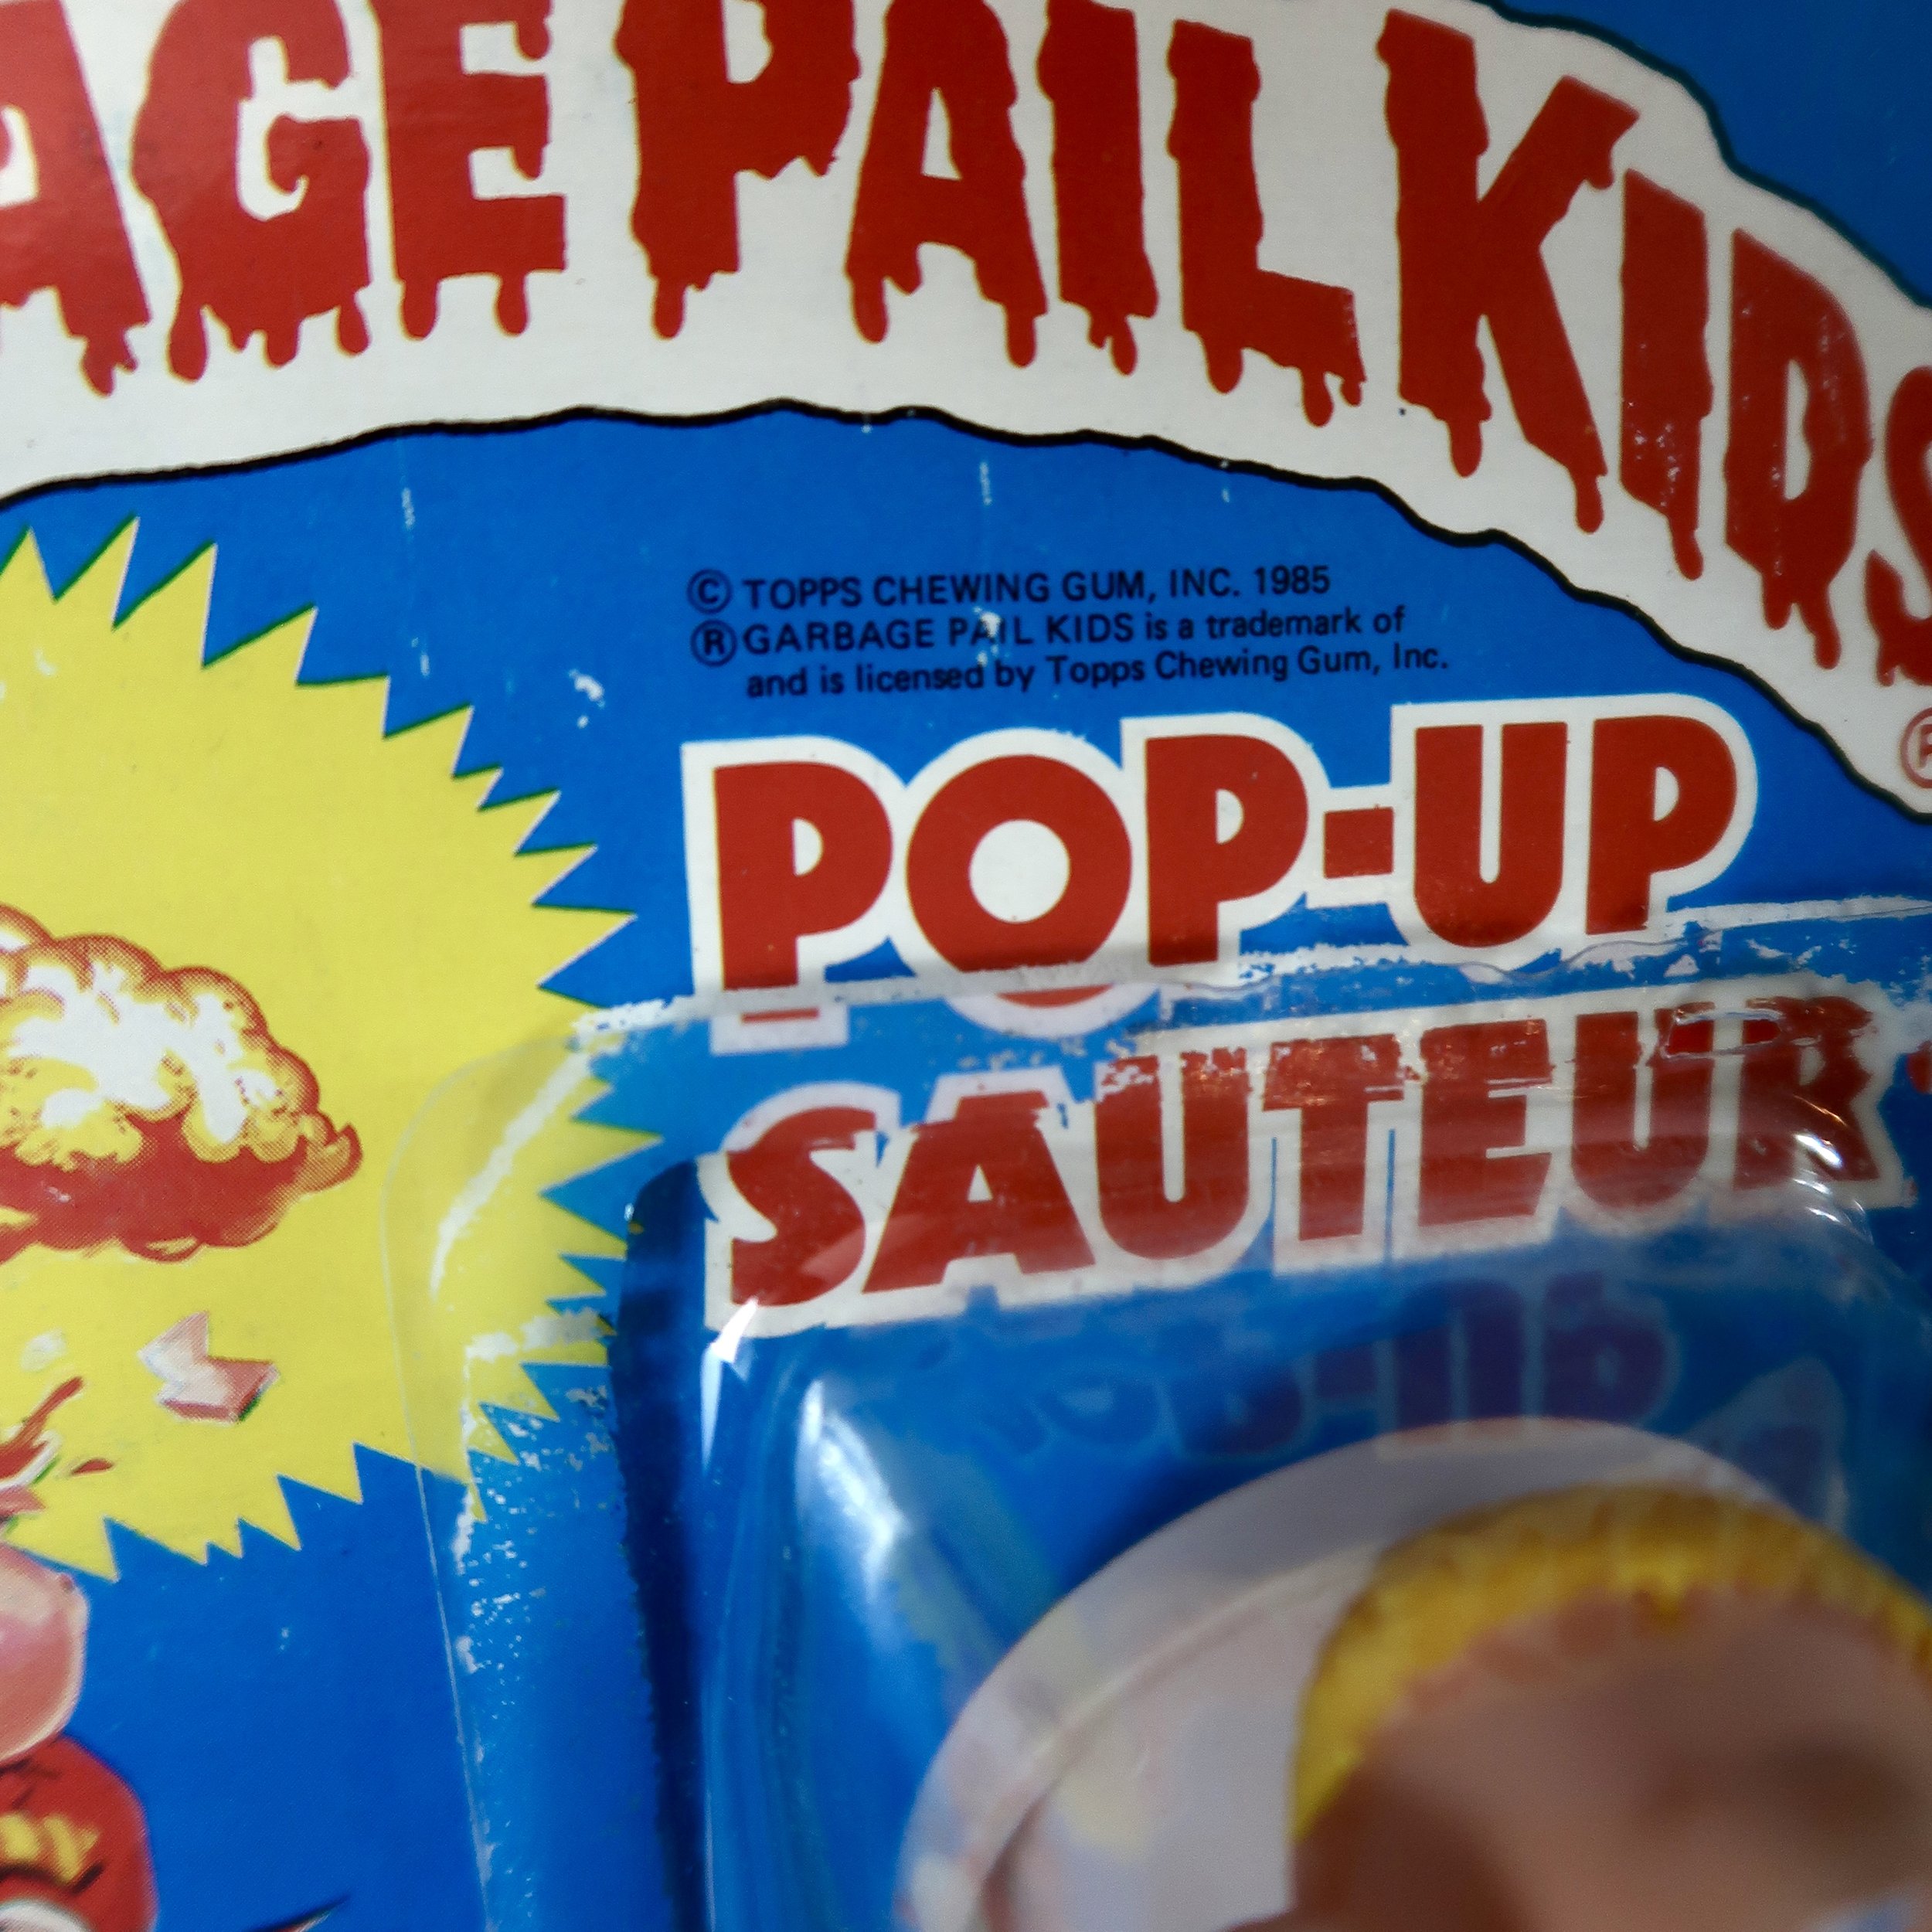 AGE PAIL KIDS
®
© TOPPS CHEWING GUM, INC. 1985
® GARBAGE PAIL KIDS is a trademark of
and is licensed by Topps Chewing Gum, Inc.
POP-UP
SAUTEUR